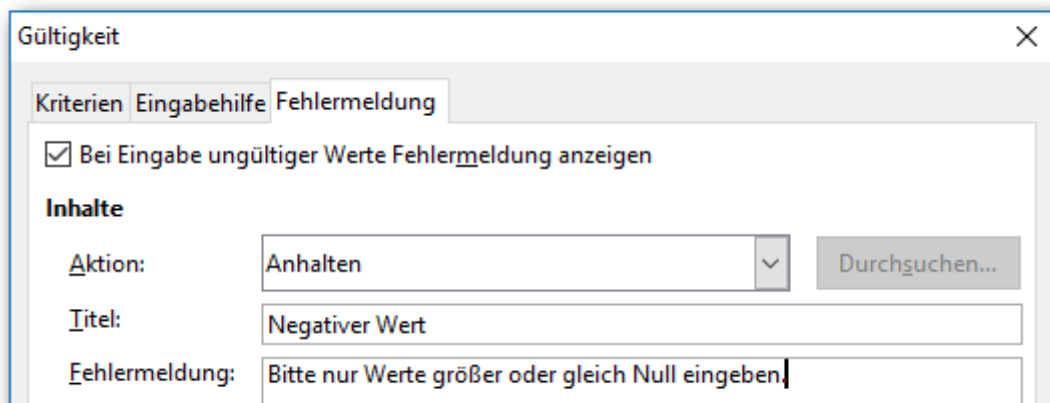 Gültigkeit
Kriterien Eingabehilfe Fehlermeldung
Bei Eingabe ungültiger Werte Fehlermeldung anzeigen
Inhalte
Aktion: Anhalten Durchsuchen...
Titel: Negativer Wert
Fehlermeldung: Bitte nur Werte größer oder gleich Null eingeben.